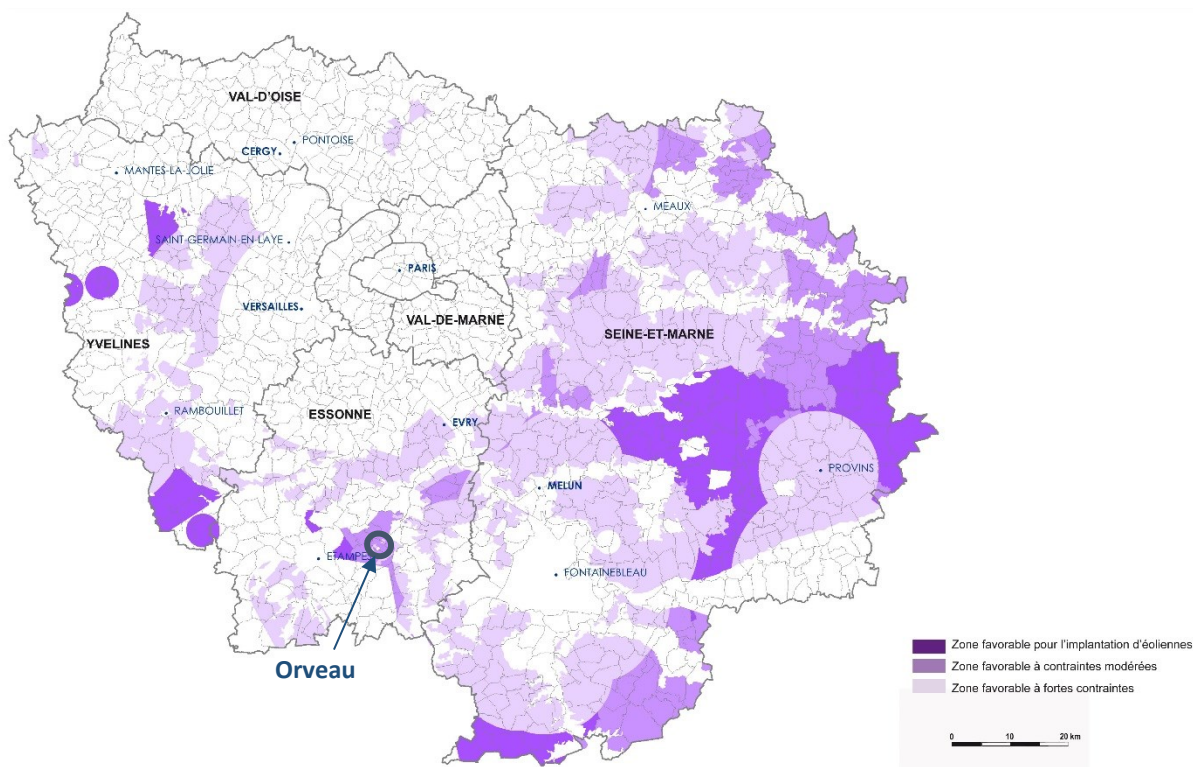 VAL-D'OISE
PONTOISE
CERGY
MANTES-LA-JOLIE
MEAUX
SAINT-GERMAIN-EN-LAYE
PARIS
VERSAILLES
VAL-DE-MARNE
SEINE-ET-MARNE
YVELINES
RAMBOUILLET
ESSONNE
EVRY
PROVINS
MELUN
ETAMPES
FONTAINEBLEAU
Orveau
Zone favorable pour l'implantation d'éoliennes
Zone favorable à contraintes modérées
Zone favorable à fortes contraintes
0 10 20 km